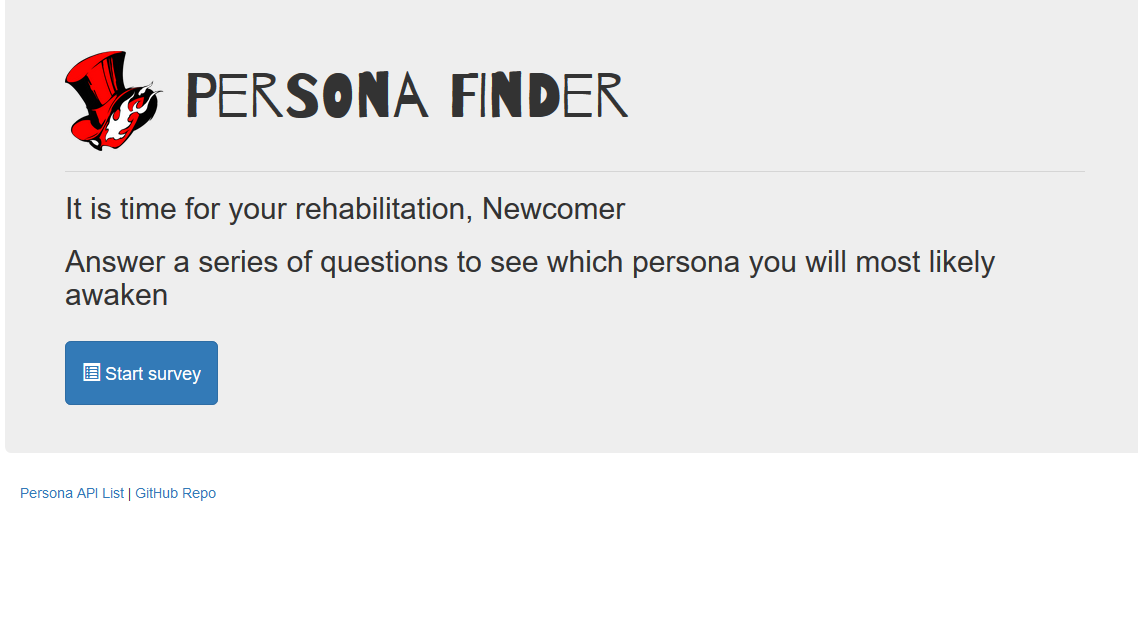 PERSONA FINDER
It is time for your rehabilitation, Newcomer
Answer a series of questions to see which persona you will most likely
awaken
Start survey
Persona API List | GitHub Repo